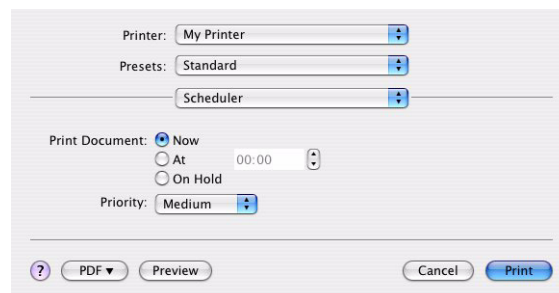 Printer: My Printer
Presets: Standard
Scheduler
Print Document: Now
At 00:00
On Hold
Priority: Medium
? PDF▼ Preview Cancel Print